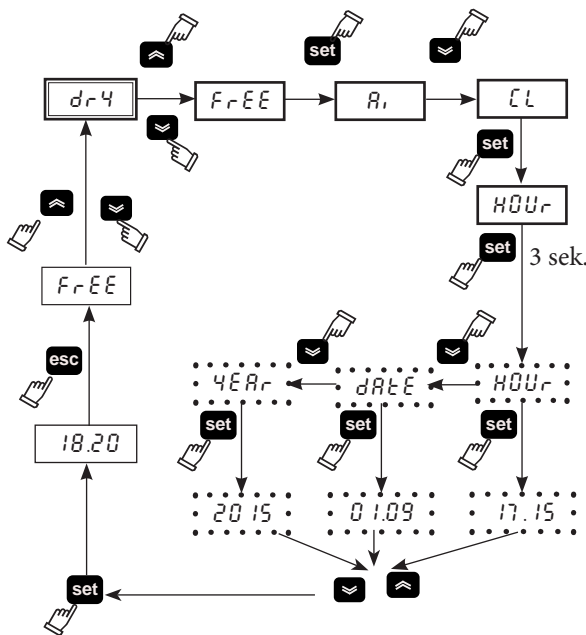 set
drY FrEE Ai CL
set
HOUr
set 3 sek.
FrEE
esc
YEAr dAtE HOUr
set set set
18.20
2015 01.09 17.15
set